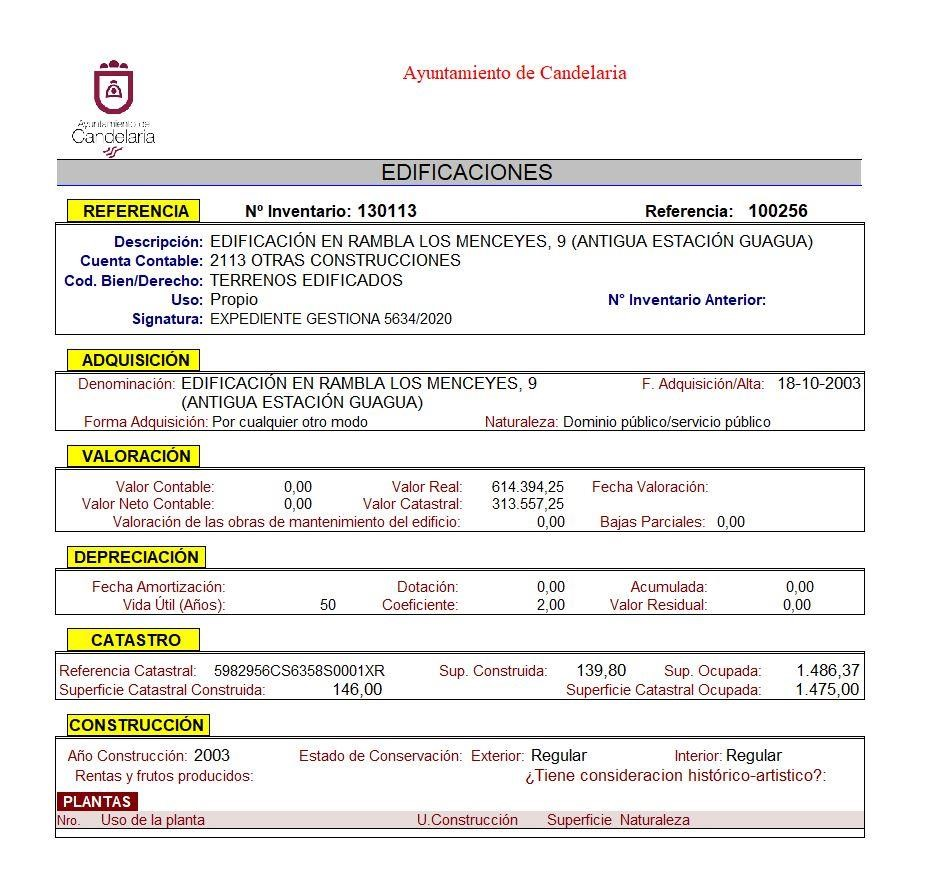 Ayuntamiento de Candelaria
Ayuntamiento de
Candelaria
EDIFICACIONES
REFERENCIA Nº Inventario: 130113 Referencia: 100256
Descripción: EDIFICACIÓN EN RAMBLA LOS MENCEYES, 9 (ANTIGUA ESTACIÓN GUAGUA)
Cuenta Contable: 2113 OTRAS CONSTRUCCIONES
Cod. Bien/Derecho: TERRENOS EDIFICADOS
Uso: Propio N° Inventario Anterior:
Signatura: EXPEDIENTE GESTIONA 5634/2020
ADQUISICIÓN
Denominación: EDIFICACIÓN EN RAMBLA LOS MENCEYES, 9 F. Adquisición/Alta: 18-10-2003
(ANTIGUA ESTACIÓN GUAGUA)
Forma Adquisición: Por cualquier otro modo Naturaleza: Dominio público/servicio público
VALORACIÓN
Valor Contable: 0,00 Valor Real: 614.394,25 Fecha Valoración:
Valor Neto Contable: 0,00 Valor Catastral: 313.557,25
Valoración de las obras de mantenimiento del edificio: 0,00 Bajas Parciales: 0,00
DEPRECIACIÓN
Fecha Amortización: Dotación: 0,00 Acumulada: 0,00
Vida Útil (Años): 50 Coeficiente: 2,00 Valor Residual: 0,00
CATASTRO
Referencia Catastral: 5982956CS6358S0001XR Sup. Construida: 139,80 Sup. Ocupada: 1.486,37
Superficie Catastral Construida: 146,00 Superficie Catastral Ocupada: 1.475,00
CONSTRUCCIÓN
Año Construcción: 2003 Estado de Conservación: Exterior: Regular Interior: Regular
Rentas y frutos producidos: ¿Tiene consideracion histórico-artistico?:
PLANTAS
Nro. Uso de la planta U.Construcción Superficie Naturaleza